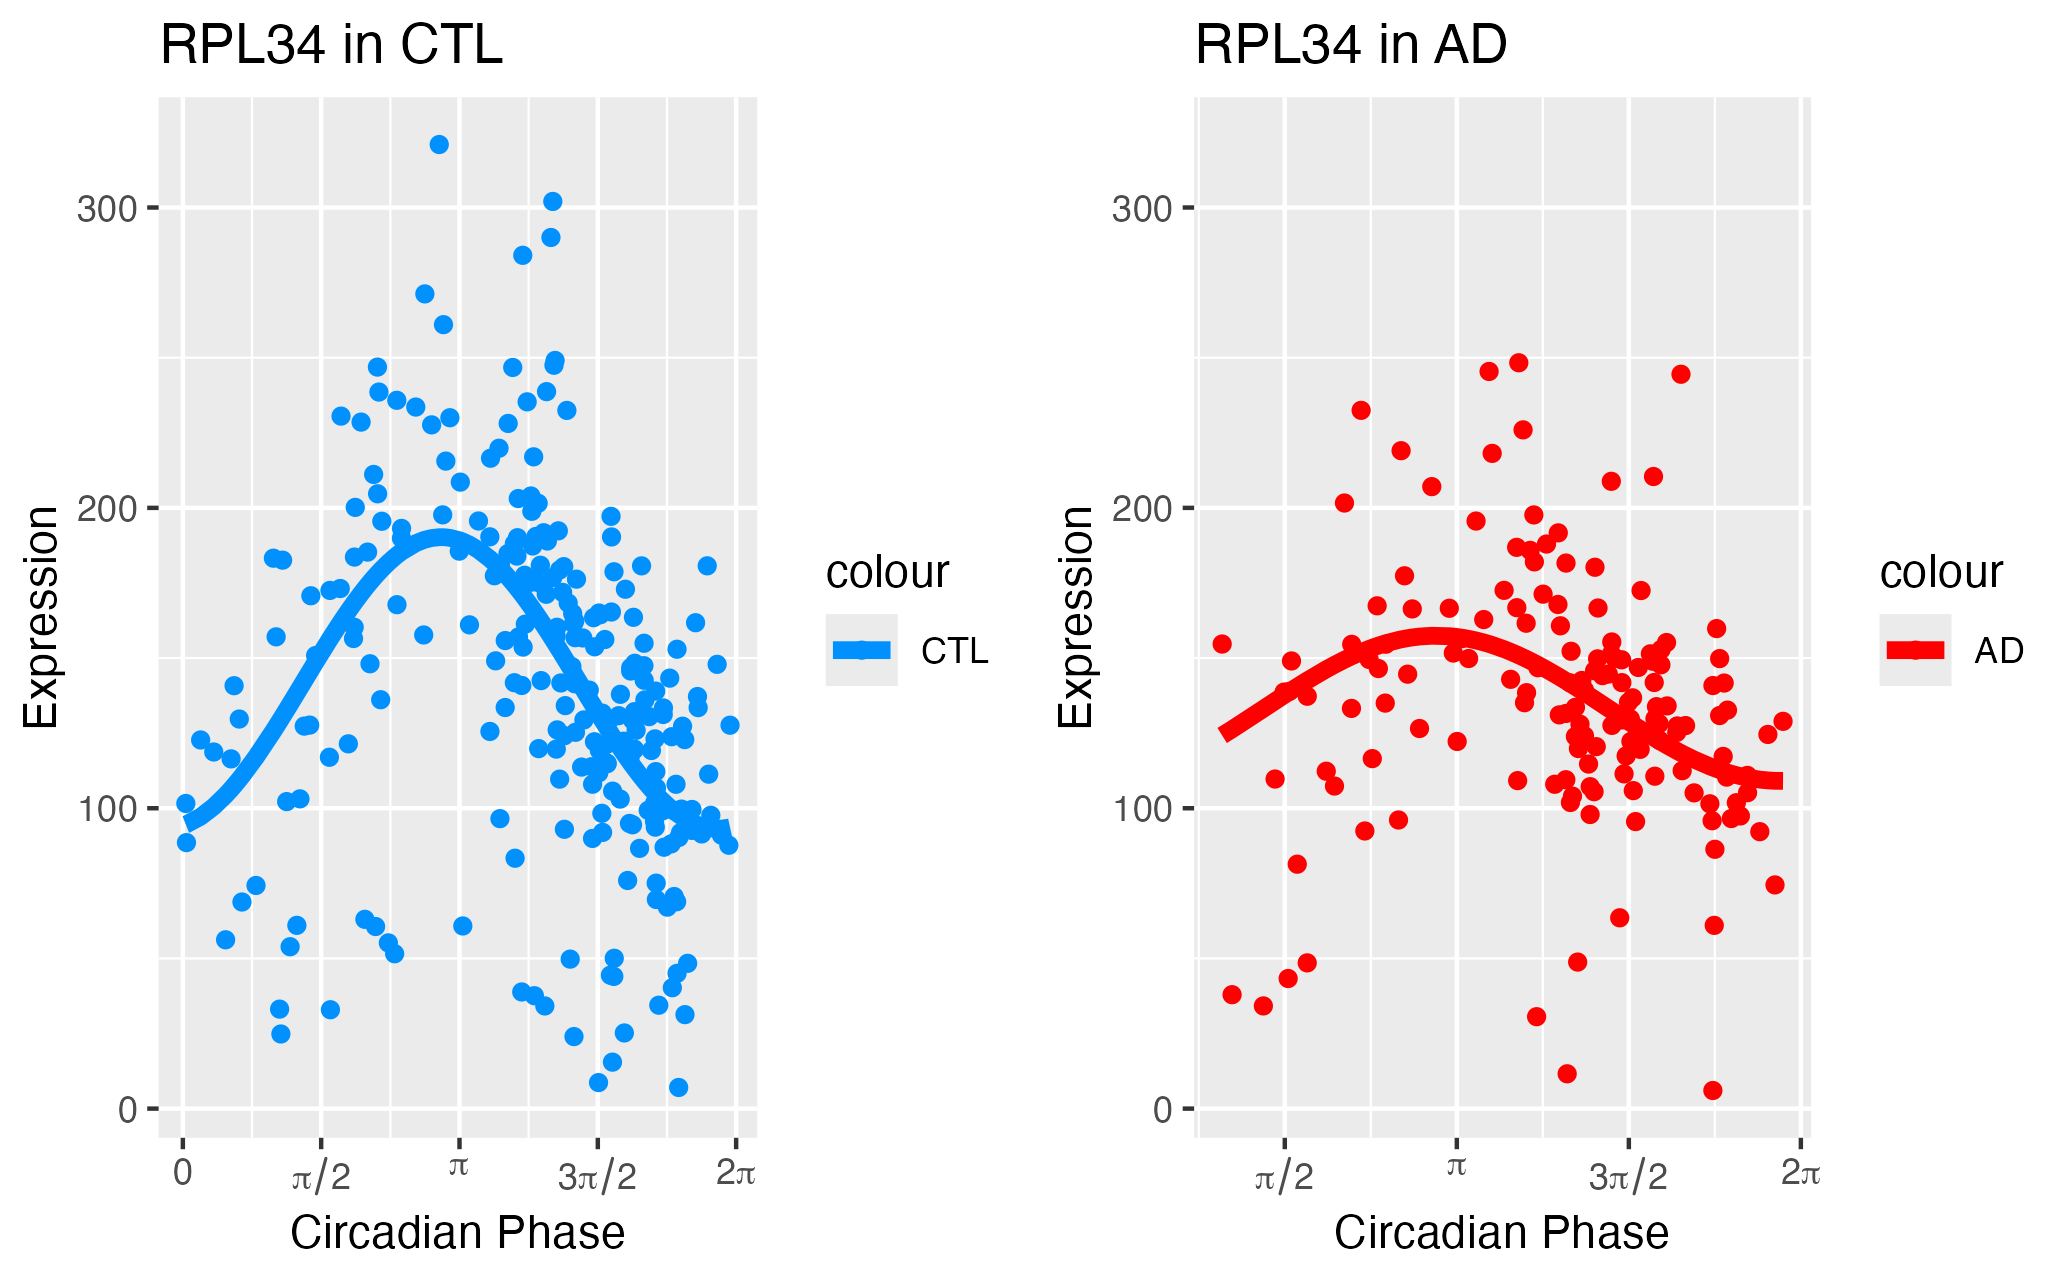 RPL34 in CTL
Expression
300
200
100
0
0
π/2
π
3π/2
2π
Circadian Phase
colour
CTL
RPL34 in AD
Expression
300
200
100
0
π/2
π
3π/2
2π
Circadian Phase
colour
AD